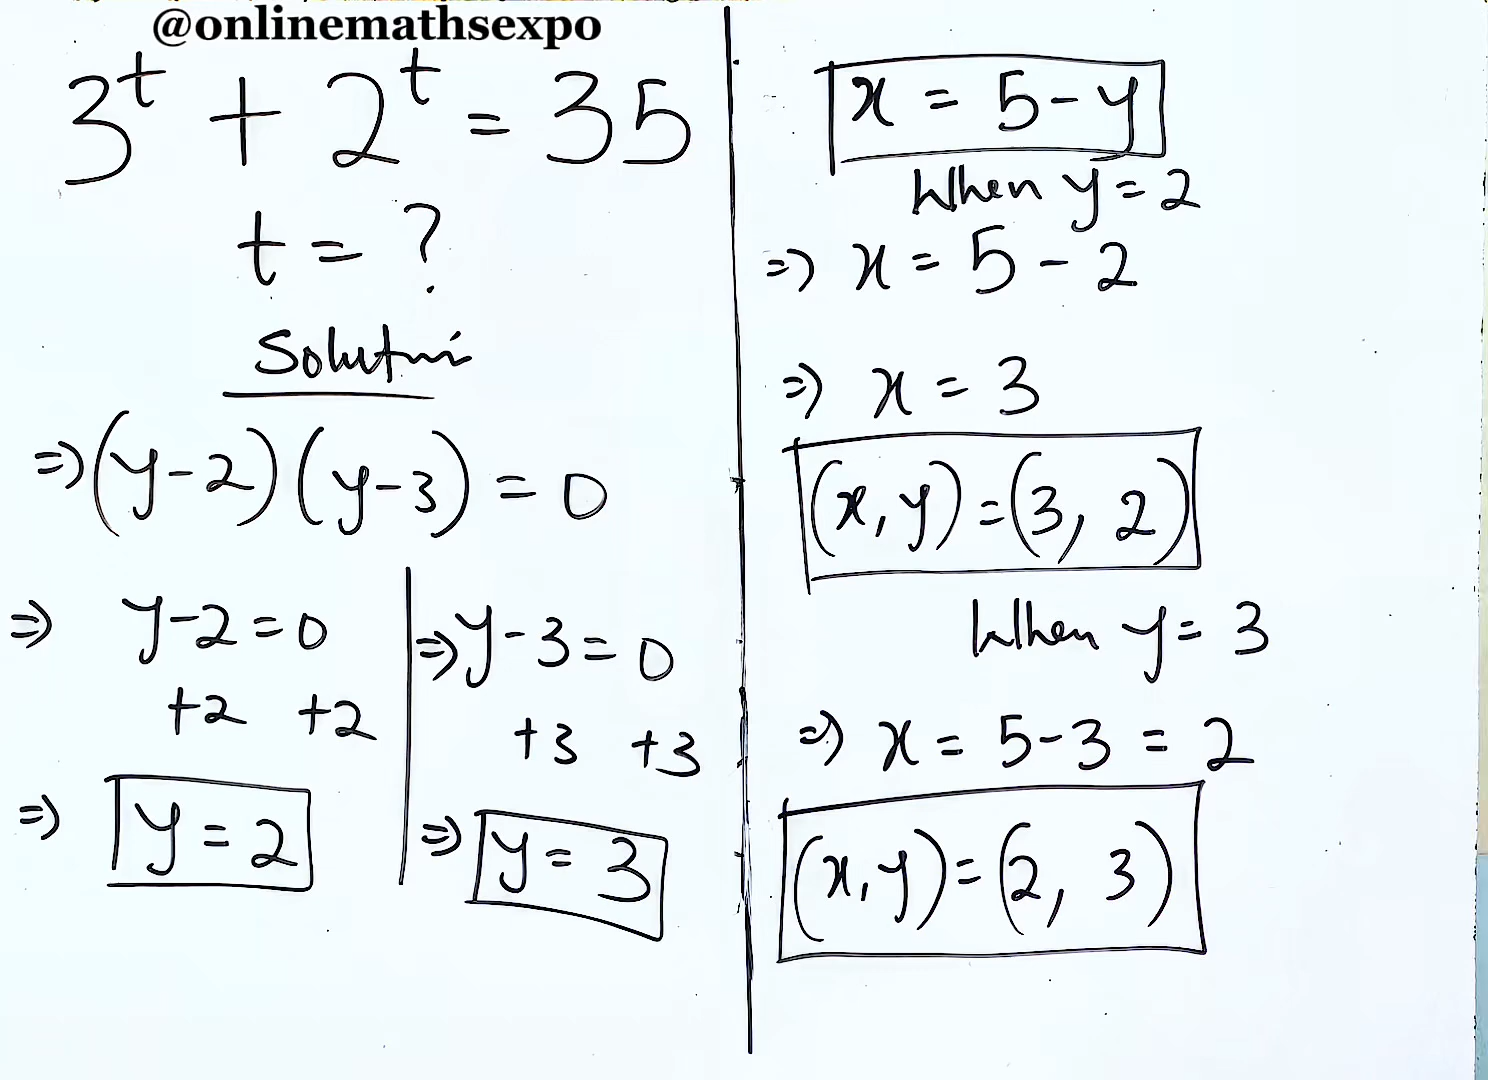 @onlinemathsexpo
3^t + 2^t = 35
t = ?
Solution
⇒ (y-2)(y-3) = 0
⇒ y-2=0
+2 +2
⇒ y = 2
⇒ y-3=0
+3 +3
⇒ y = 3
x = 5-y
When y=2
⇒ x = 5 - 2
⇒ x = 3
(x, y) = (3, 2)
When y = 3
⇒ x = 5-3 = 2
(x, y) = (2, 3)